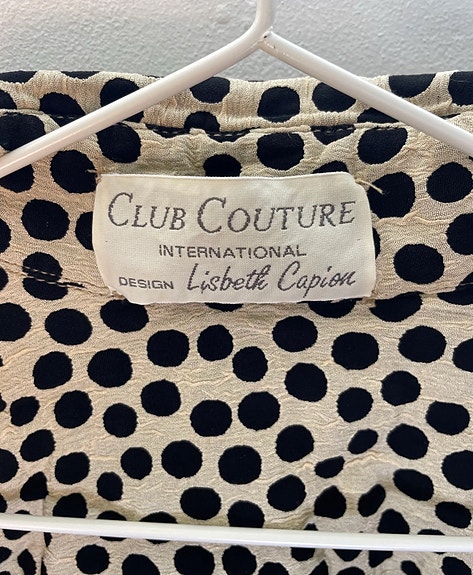 CLUB COUTURE
INTERNATIONAL
DESIGN Lisbeth Capion